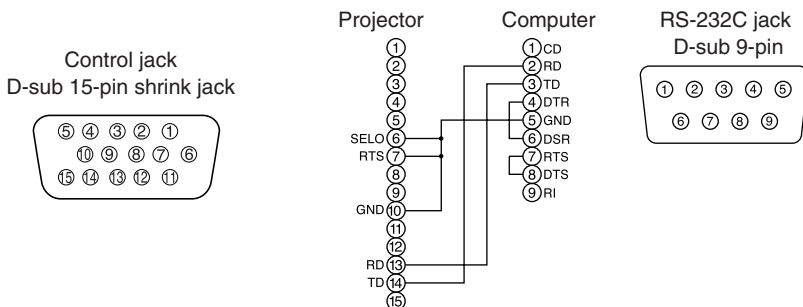 Control jack
D-sub 15-pin shrink jack
5 4 3 2 1
10 9 8 7 6
15 14 13 12 11
Projector
1
2
3
4
5
SELO 6
RTS 7
8
9
GND 10
11
12
RD 13
TD 14
15
Computer
1 CD
2 RD
3 TD
4 DTR
5 GND
6 DSR
7 RTS
8 DTS
9 RI
RS-232C jack
D-sub 9-pin
1 2 3 4 5
6 7 8 9